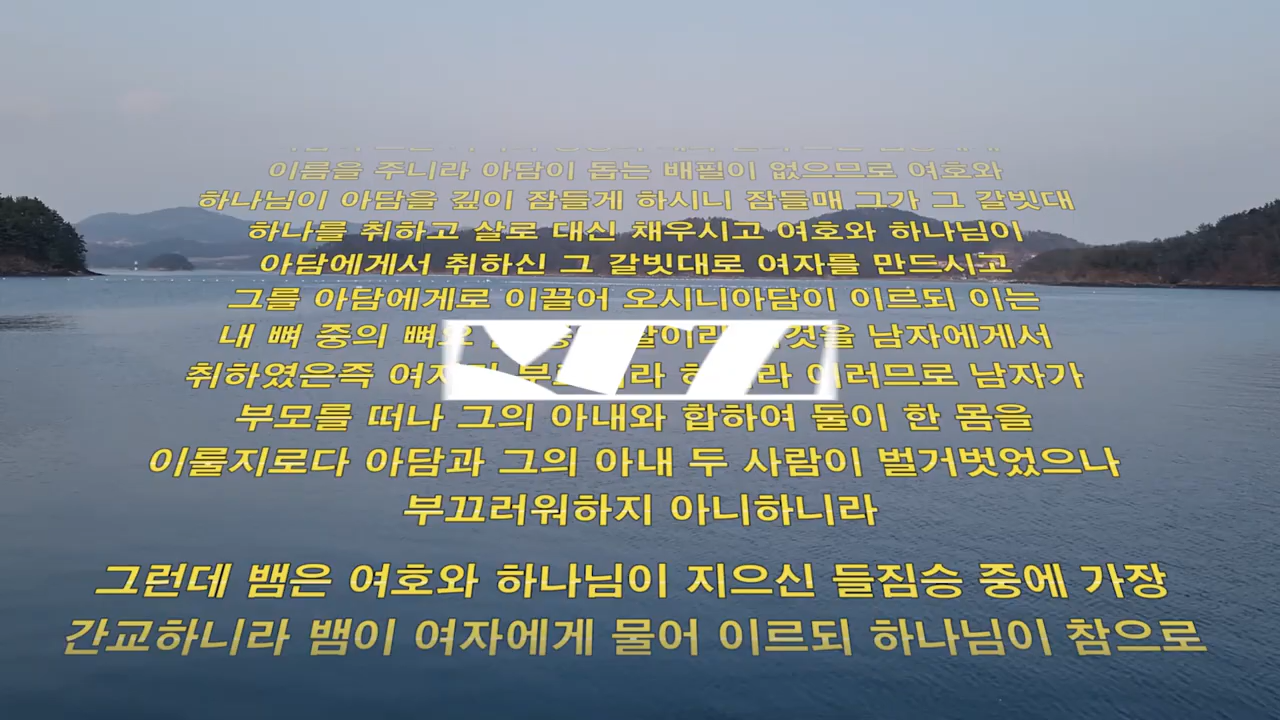 이름을 주니라 아담이 돕는 배필이 없으므로 여호와
하나님이 아담을 깊이 잠들게 하시니 잠들매 그가 그 갈빗대
하나를 취하고 살로 대신 채우시고 여호와 하나님이
아담에게서 취하신 그 갈빗대로 여자를 만드시고
그를 아담에게로 이끌어 오시니아담이 이르되 이는
내 뼈 중의 남자에게서
취하였은즉 이러므로 남자가
부모를 떠나 그의 아내와 합하여 둘이 한 몸을
이룰지로다 아담과 그의 아내 두 사람이 벌거벗었으나
부끄러워하지 아니하니라
그런데 뱀은 여호와 하나님이 지으신 들짐승 중에 가장
간교하니라 뱀이 여자에게 물어 이르되 하나님이 참으로